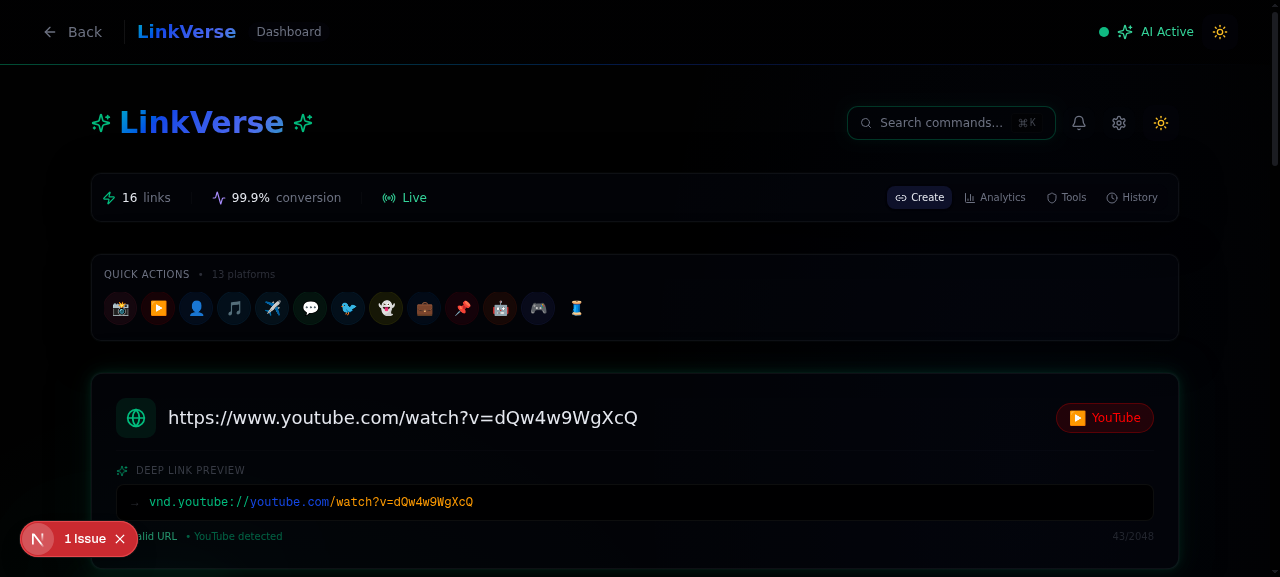 Back LinkVerse Dashboard AI Active
LinkVerse Search commands... ⌘K
16 links 99.9% conversion Live Create Analytics Tools History
QUICK ACTIONS • 13 platforms
https://www.youtube.com/watch?v=dQw4w9WgXcQ YouTube
DEEP LINK PREVIEW
→ vnd.youtube://youtube.com/watch?v=dQw4w9WgXcQ
alid URL • YouTube detected 43/2048
N 1 Issue